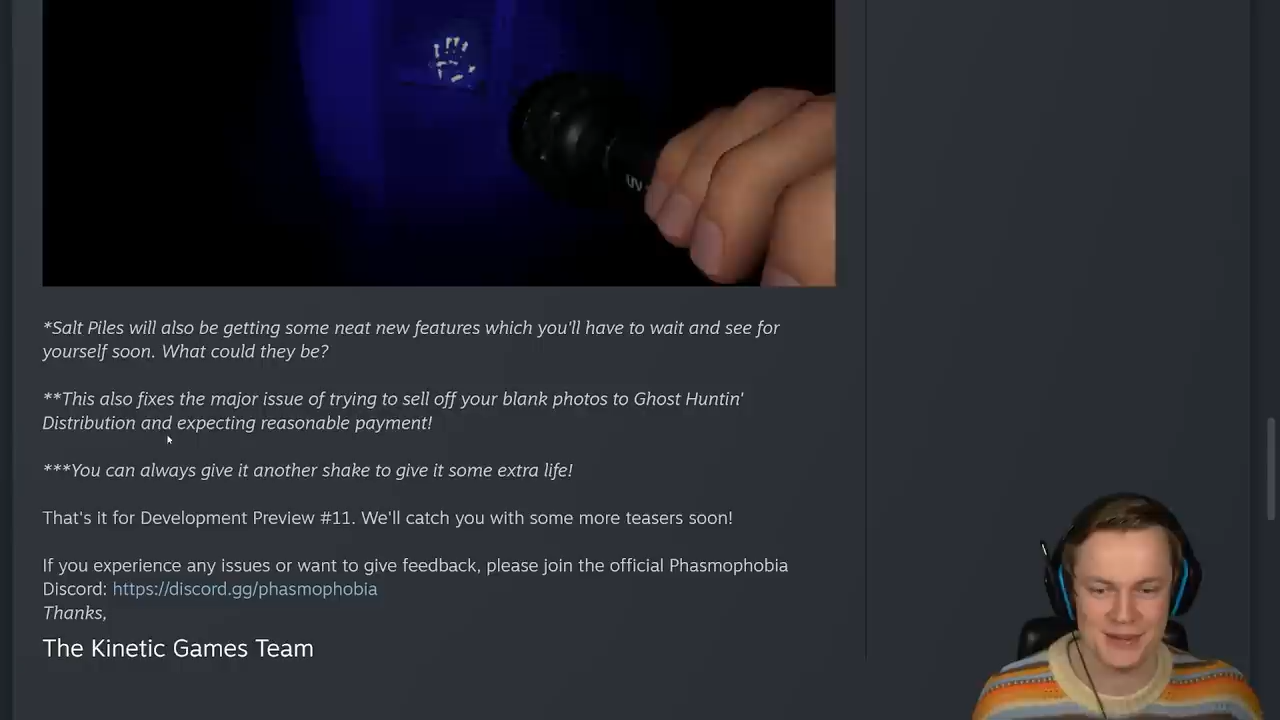 UV
*Salt Piles will also be getting some neat new features which you'll have to wait and see for
yourself soon. What could they be?
**This also fixes the major issue of trying to sell off your blank photos to Ghost Huntin'
Distribution and expecting reasonable payment!
***You can always give it another shake to give it some extra life!
That's it for Development Preview #11. We'll catch you with some more teasers soon!
If you experience any issues or want to give feedback, please join the official Phasmophobia
Discord: https://discord.gg/phasmophobia
Thanks,
The Kinetic Games Team